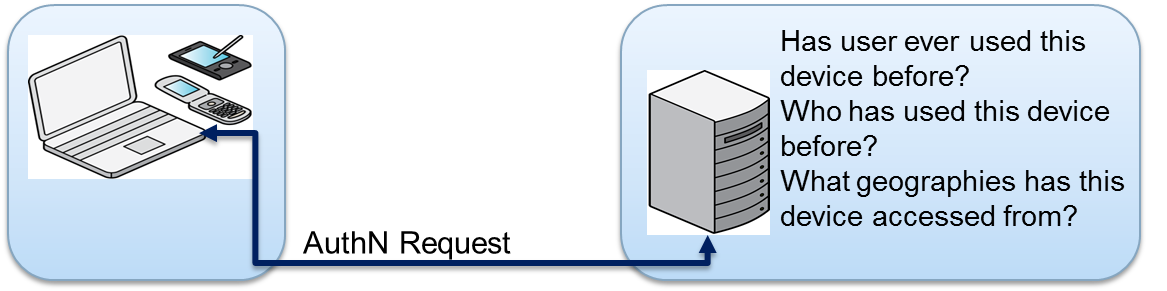 Has user ever used this
device before?
Who has used this device
before?
What geographies has this
device accessed from?
AuthN Request